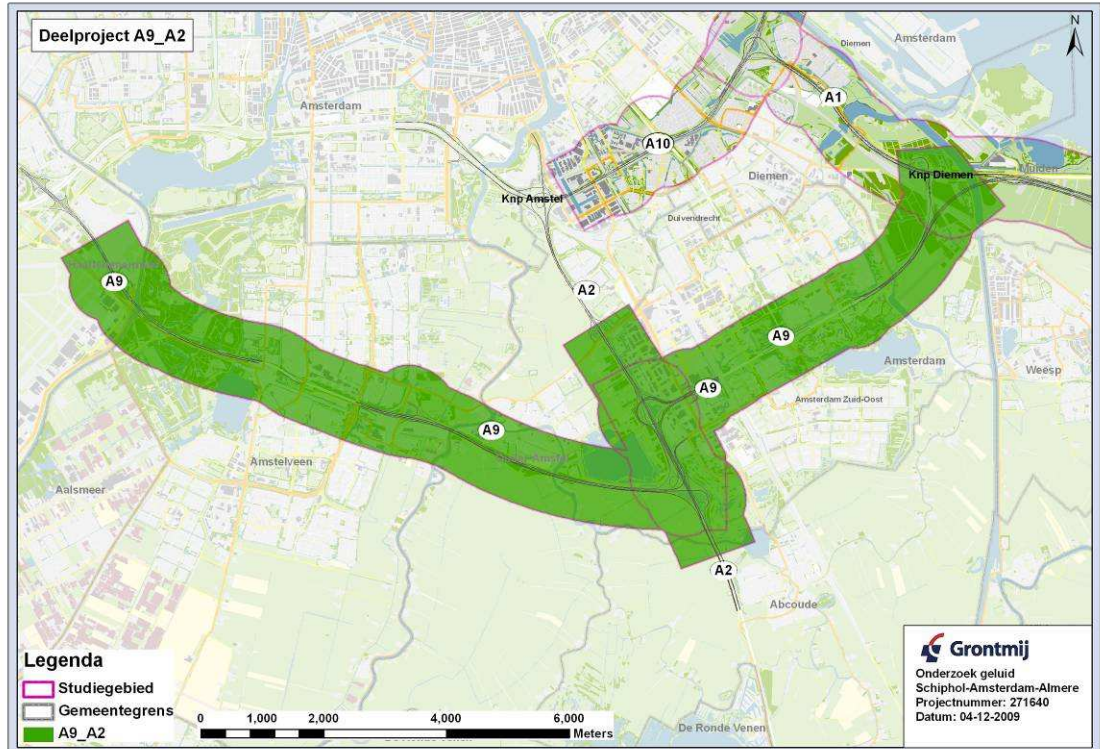 Deelproject A9_A2
N
Amsterdam
Diemen
Amsterdam
A1
A10
Knp Diemen
Muiden
Diemen
Knp Amstel
Duivendrecht
A2
A9
A9
Amsterdam
Weesp
A9
Amsterdam Zuid-Oost
A9
Amstelveen
Aalsmeer
A2
Abcoude
Legenda
Studiegebied
Gemeentegrens
A9_A2
0 1,000 2,000 4,000 6,000
Meters
De Ronde Venen
Grontmij
Onderzoek geluid
Schiphol-Amsterdam-Almere
Projectnummer: 271640
Datum: 04-12-2009